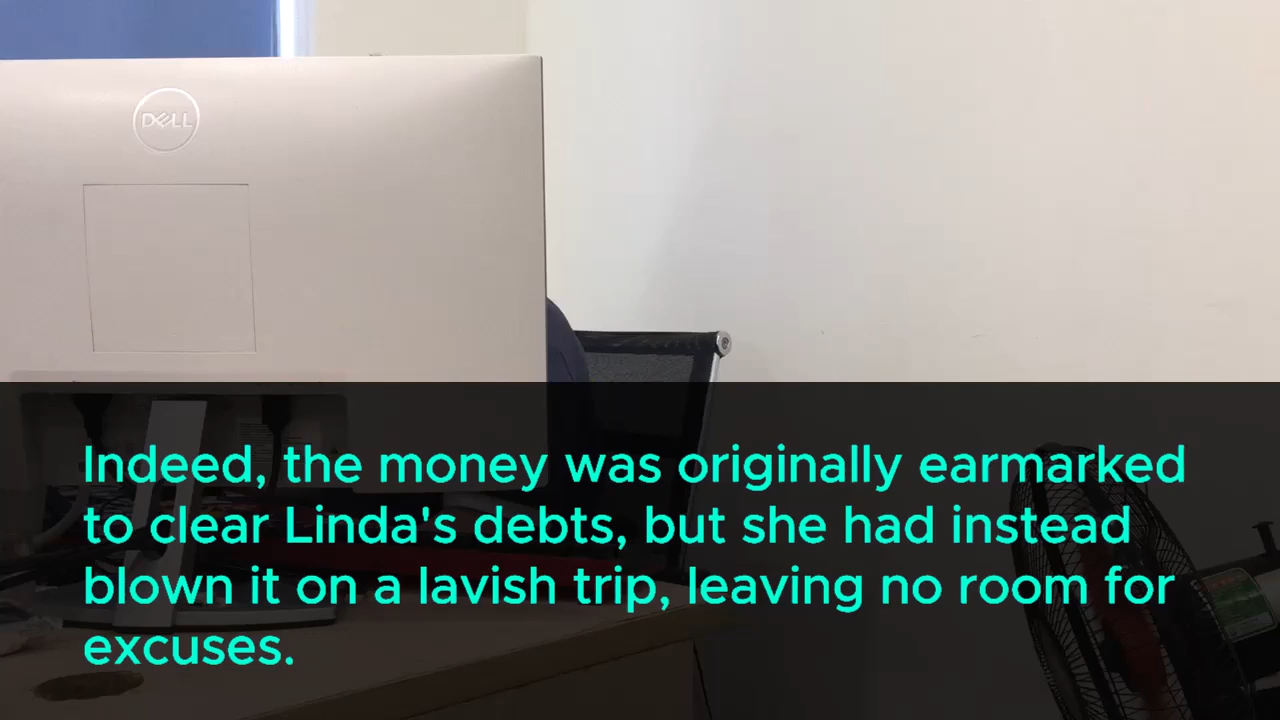 DELL
Indeed, the money was originally earmarked
to clear Linda's debts, but she had instead
blown it on a lavish trip, leaving no room for
excuses.